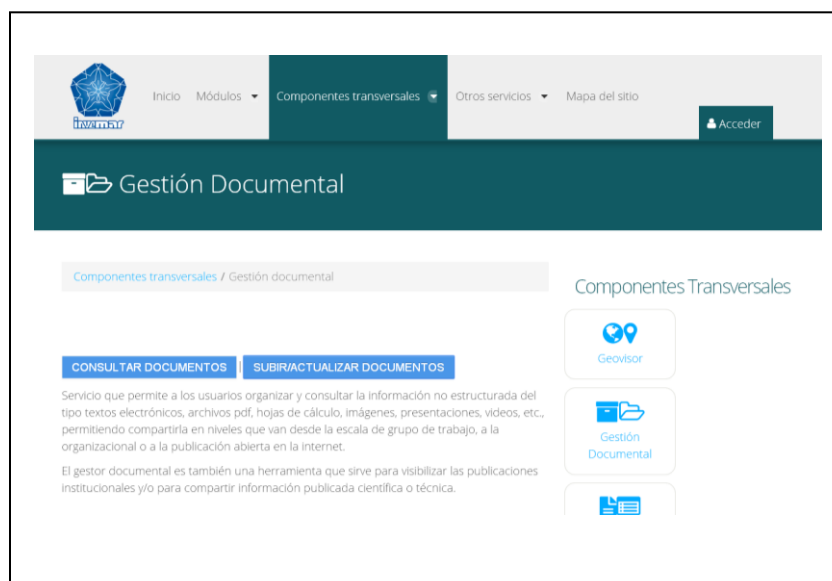 invemar
Inicio Módulos Componentes transversales Otros servicios Mapa del sitio
Acceder
Gestión Documental
Componentes transversales / Gestión documental
Componentes Transversales
Geovisor
CONSULTAR DOCUMENTOS | SUBIR/ACTUALIZAR DOCUMENTOS
Servicio que permite a los usuarios organizar y consultar la información no estructurada del
tipo textos electrónicos, archivos pdf, hojas de cálculo, imágenes, presentaciones, videos, etc.,
permitiendo compartirla en niveles que van desde la escala de grupo de trabajo, a la
organizacional o a la publicación abierta en la internet.
El gestor documental es también una herramienta que sirve para visibilizar las publicaciones
institucionales y/o para compartir información publicada científica o técnica.
Gestión
Documental